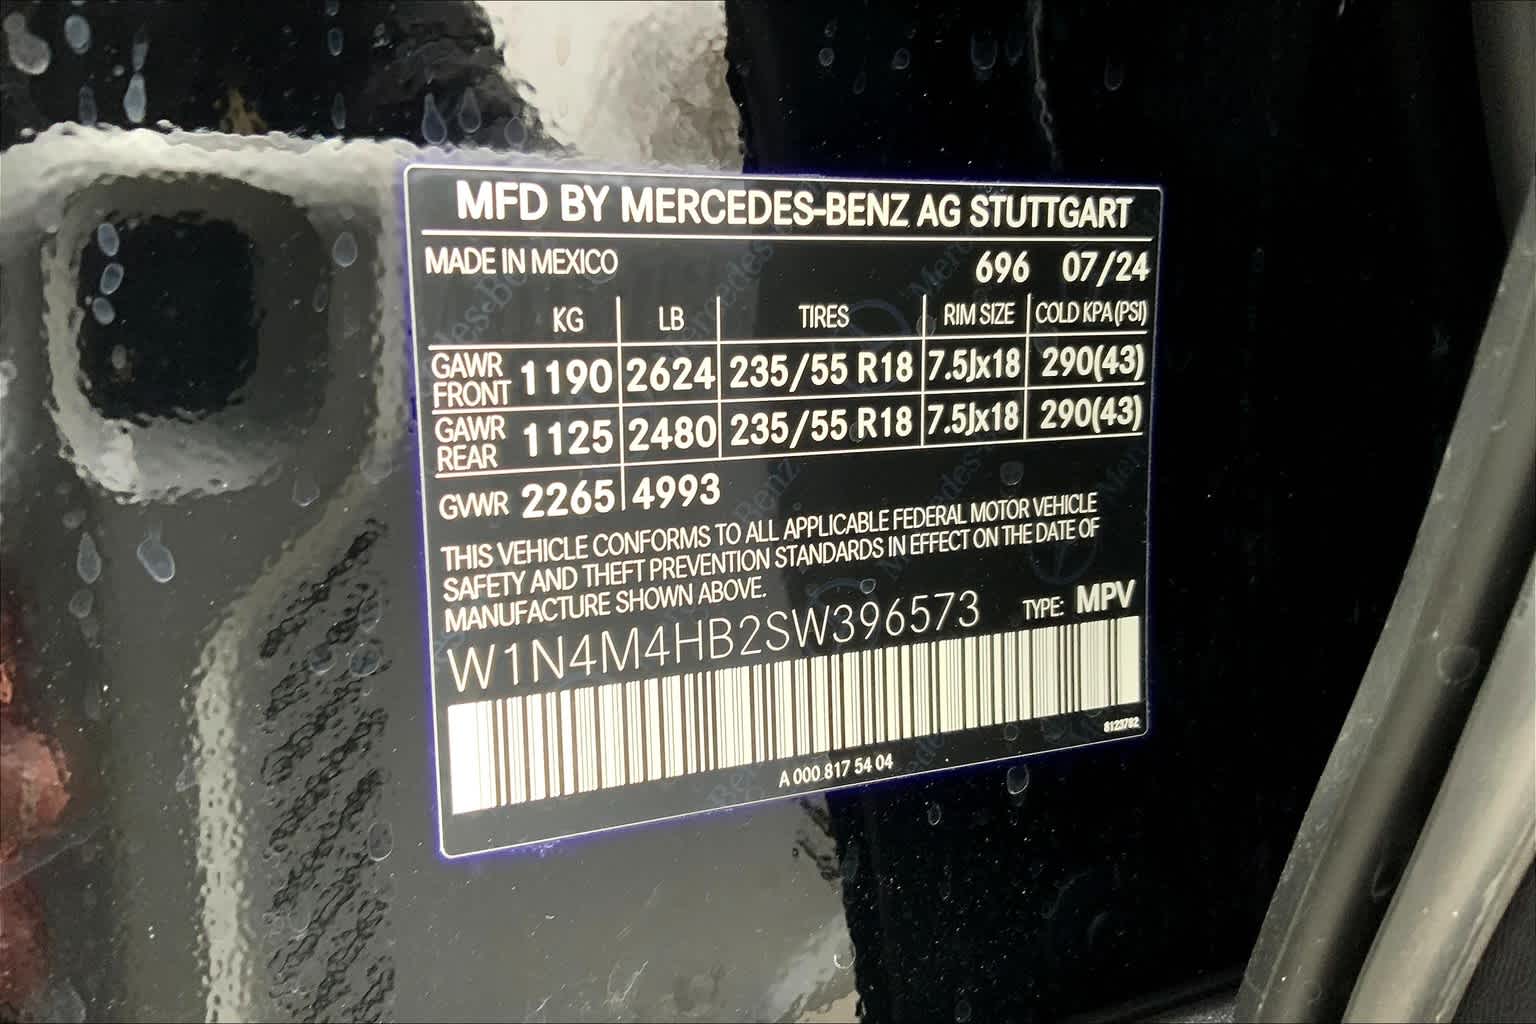 MFD BY MERCEDES-BENZ AG STUTTGART
MADE IN MEXICO 696 07/24
KG LB TIRES RIM SIZE COLD KPA(PSI)
GAWR FRONT 1190 2624 235/55 R18 7.5Jx18 290(43)
GAWR REAR 1125 2480 235/55 R18 7.5Jx18 290(43)
GVWR 2265 4993
THIS VEHICLE CONFORMS TO ALL APPLICABLE FEDERAL MOTOR VEHICLE
SAFETY AND THEFT PREVENTION STANDARDS IN EFFECT ON THE DATE OF
MANUFACTURE SHOWN ABOVE.
W1N4M4HB2SW396573 TYPE: MPV
8123782
A 000 817 54 04